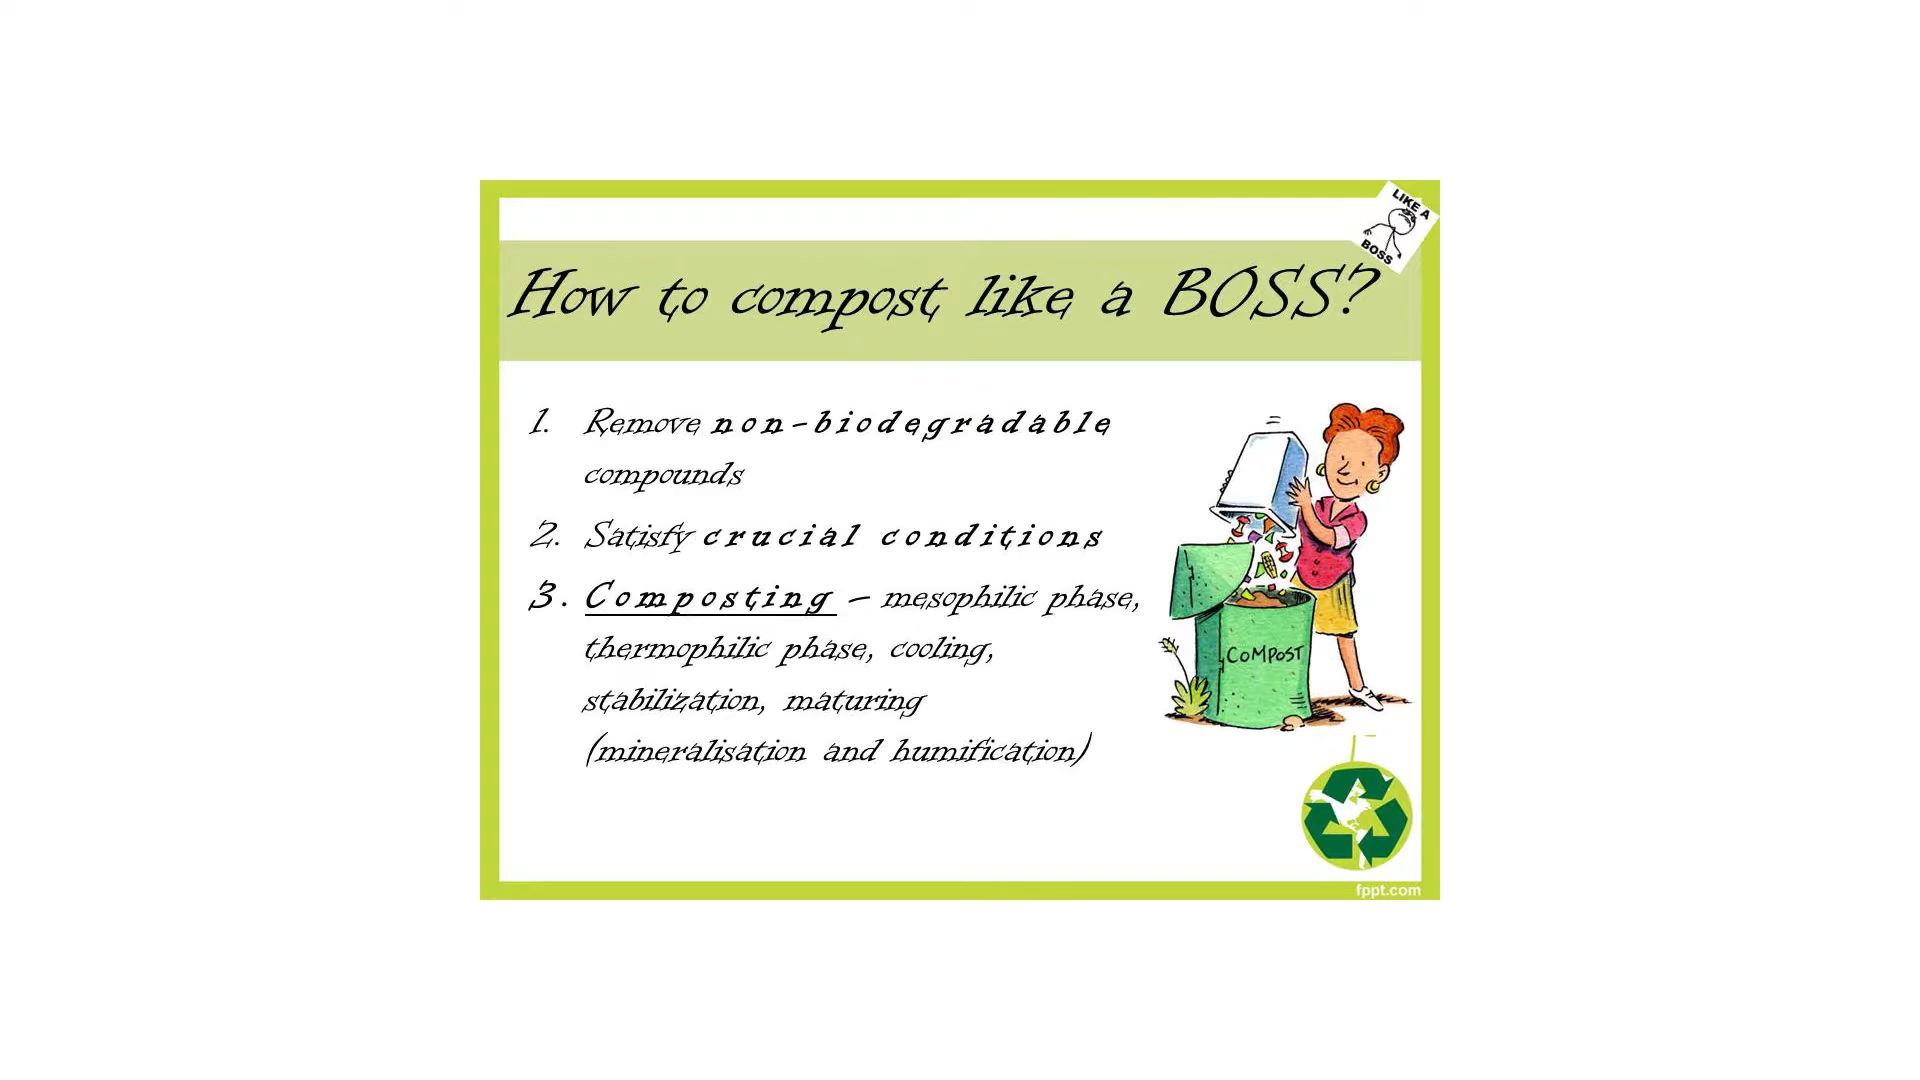 LIKE A
BOSS
How to compost like a BOSS?
1. Remove non-biodegradable
compounds
2. Satisfy crucial conditions
3. Composting – mesophilic phase,
thermophilic phase, cooling,
stabilization, maturing
(mineralisation and humification)
COMPOST
fppt.com